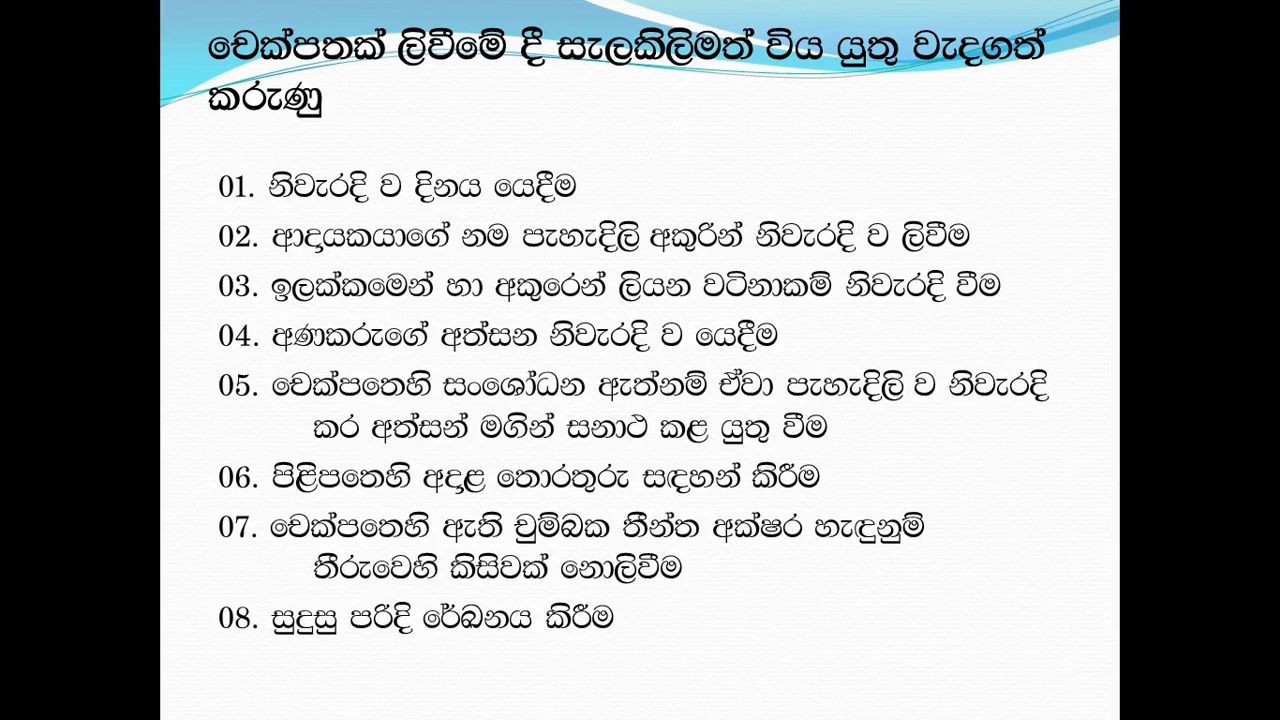 චෙක්පතක් ලිවීමේ දී සැලකිලිමත් විය යුතු වැදගත්
කරුණු
01. නිවැරදි ව දිනය යෙදීම
02. ආදායකයාගේ නම පැහැදිලි අකුරින් නිවැරදි ව ලිවීම
03. ඉලක්කමෙන් හා අකුරෙන් ලියන වටිනාකම් නිවැරදි වීම
04. අණකරුගේ අත්සන නිවැරදි ව යෙදීම
05. චෙක්පතෙහි සංශෝධන ඇත්නම් ඒවා පැහැදිලි ව නිවැරදි
කර අත්සන් මගින් සනාථ කළ යුතු වීම
06. පිළිපතෙහි අදාළ තොරතුරු සඳහන් කිරීම
07. චෙක්පතෙහි ඇති චුම්බක තීන්ත අක්ෂර හැඳුනුම්
තීරුවෙහි කිසිවක් නොලිවීම
08. සුදුසු පරිදි රේඛනය කිරීම